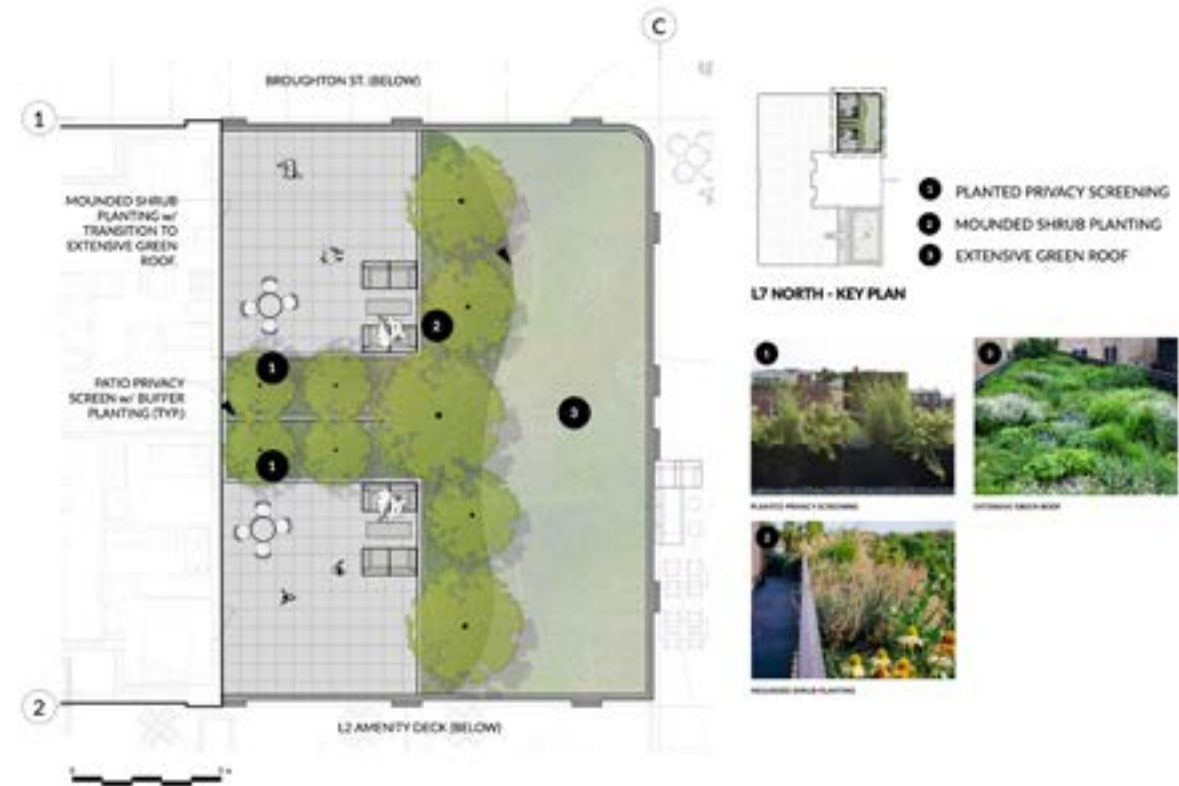 C
BROUGHTON ST. (BELOW)
1
MOUNDED SHRUB
PLANTING w/
TRANSITION TO
EXTENSIVE GREEN
ROOF.
2
1
PATIO PRIVACY
SCREEN w/ BUFFER
PLANTING (TYP.)
3
1
2
L2 AMENITY DECK (BELOW)
1 PLANTED PRIVACY SCREENING
2 MOUNDED SHRUB PLANTING
3 EXTENSIVE GREEN ROOF
L7 NORTH - KEY PLAN
1
PLANTED PRIVACY SCREENING
3
EXTENSIVE GREEN ROOF
2
MOUNDED SHRUB PLANTING